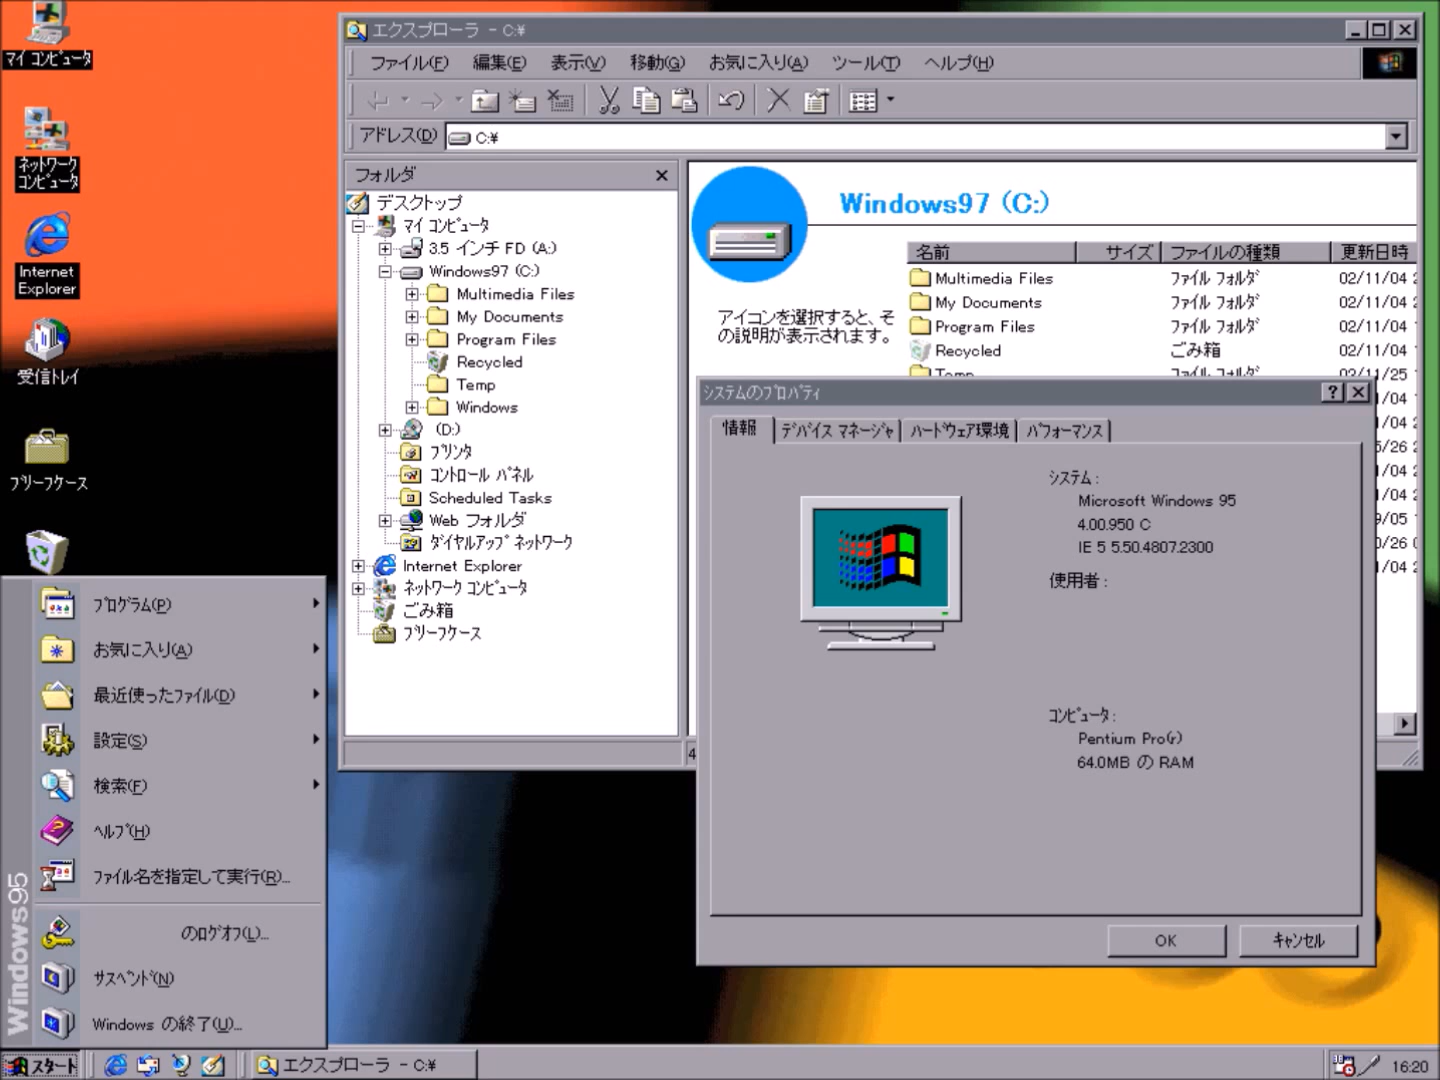 マイ コンピュータ
ネットワーク
コンピュータ
Internet
Explorer
受信トレイ
ブリーフケース
エクスプローラ - C:¥
ファイル(F) 編集(E) 表示(V) 移動(G) お気に入り(A) ツール(T) ヘルプ(H)
アドレス(D) C:¥
フォルダ
デスクトップ
マイ コンピュータ
3.5 インチ FD (A:)
Windows97 (C:)
Multimedia Files
My Documents
Program Files
Recycled
Temp
Windows
(D:)
プリンタ
コントロール パネル
Scheduled Tasks
Web フォルダ
ダイヤルアップ ネットワーク
Internet Explorer
ネットワーク コンピュータ
ごみ箱
ブリーフケース
Windows97 (C:)
アイコンを選択すると、そ
の説明が表示されます。
名前 サイズ ファイルの種類 更新日時
Multimedia Files ファイル フォルダ 02/11/04
My Documents ファイル フォルダ 02/11/04
Program Files ファイル フォルダ 02/11/04
Recycled ごみ箱 02/11/04
Temp ファイル フォルダ 02/11/25
システムのプロパティ
情報 デバイス マネージャ ハードウェア環境 パフォーマンス
システム:
Microsoft Windows 95
4.00.950 C
IE 5 5.50.4807.2300
使用者:
コンピュータ:
Pentium Pro(r)
64.0MB の RAM
OK キャンセル
プログラム(P)
お気に入り(A)
最近使ったファイル(D)
設定(S)
検索(F)
ヘルプ(H)
ファイル名を指定して実行(R)...
のログオフ(L)...
サスペンド(N)
Windows の終了(U)...
Windows95
スタート
エクスプローラ - C:¥
16:20